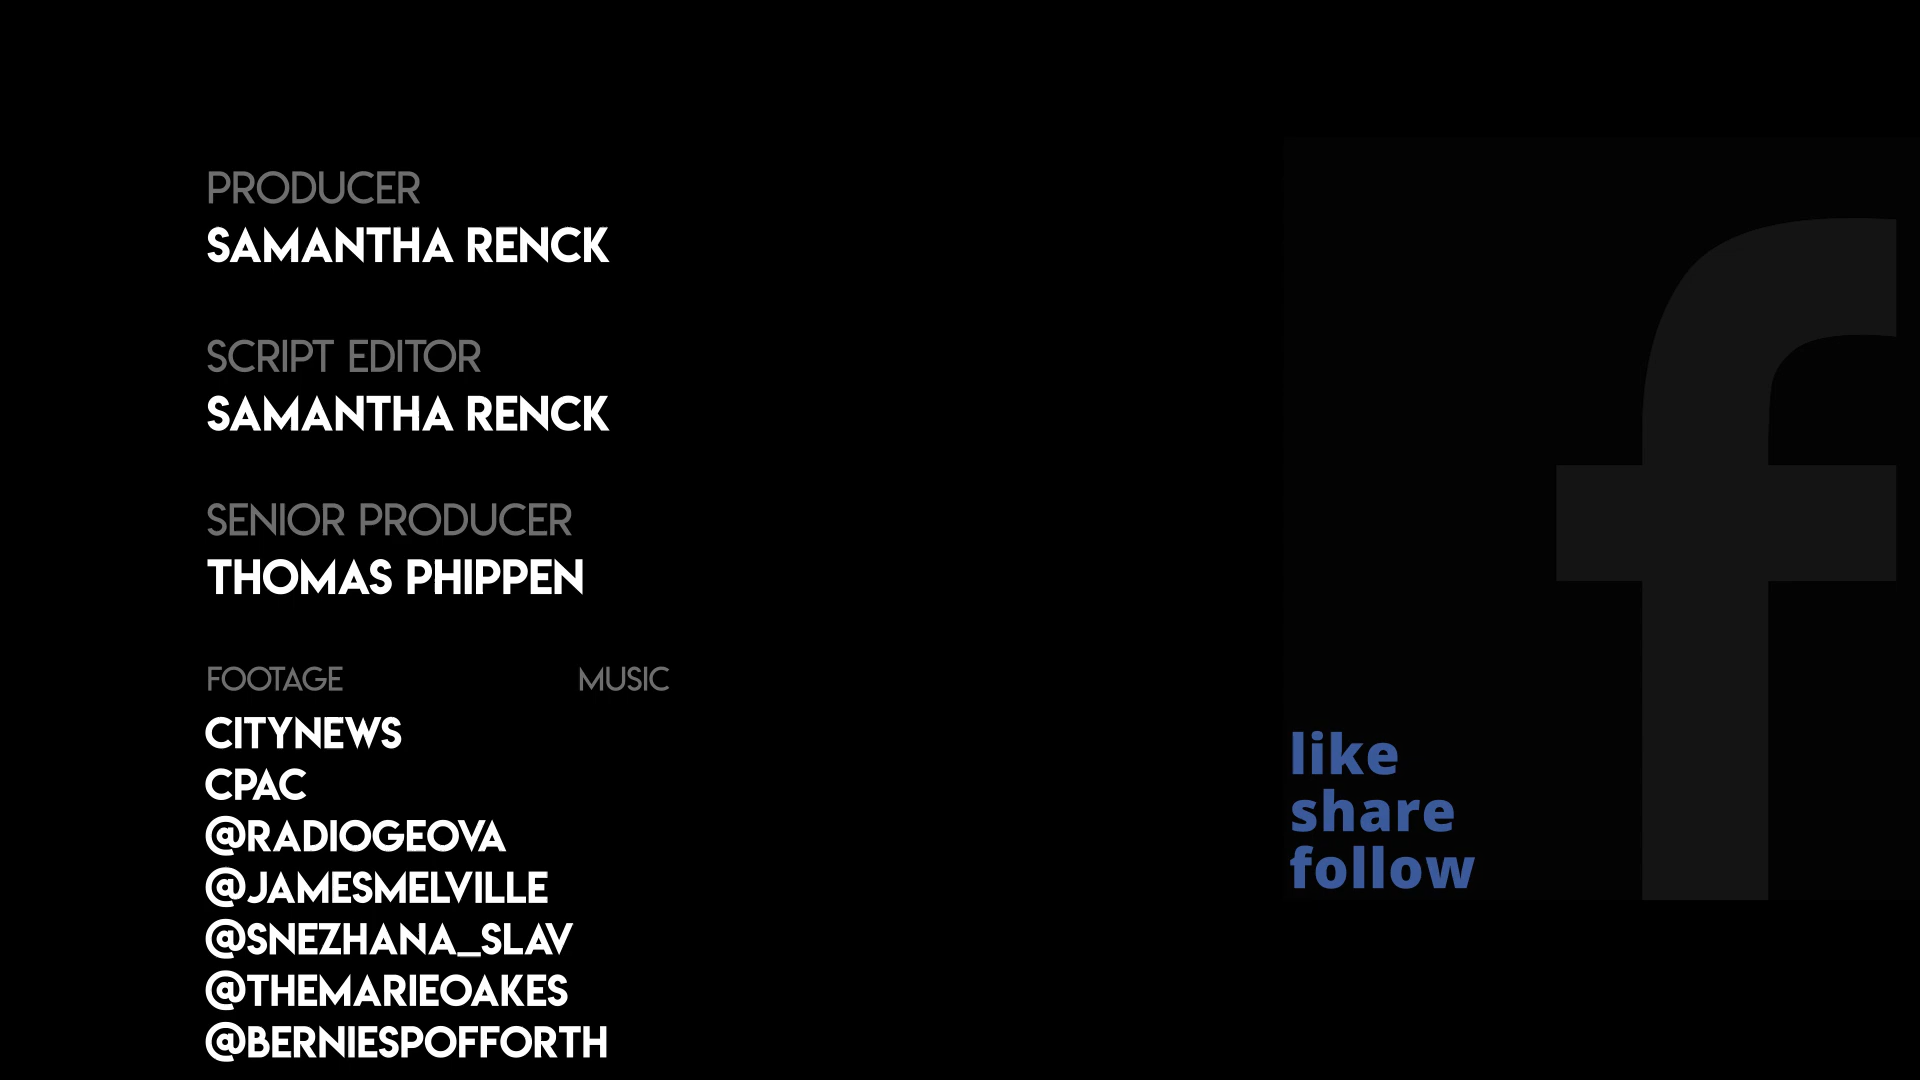 PRODUCER
SAMANTHA RENCK
SCRIPT EDITOR
SAMANTHA RENCK
SENIOR PRODUCER
THOMAS PHIPPEN
FOOTAGE
CITYNEWS
CPAC
@RADIOGEOVA
@JAMESMELVILLE
@SNEZHANA_SLAV
@THEMARIEOAKES
@BERNIESPOFFORTH
MUSIC
f
like
share
follow